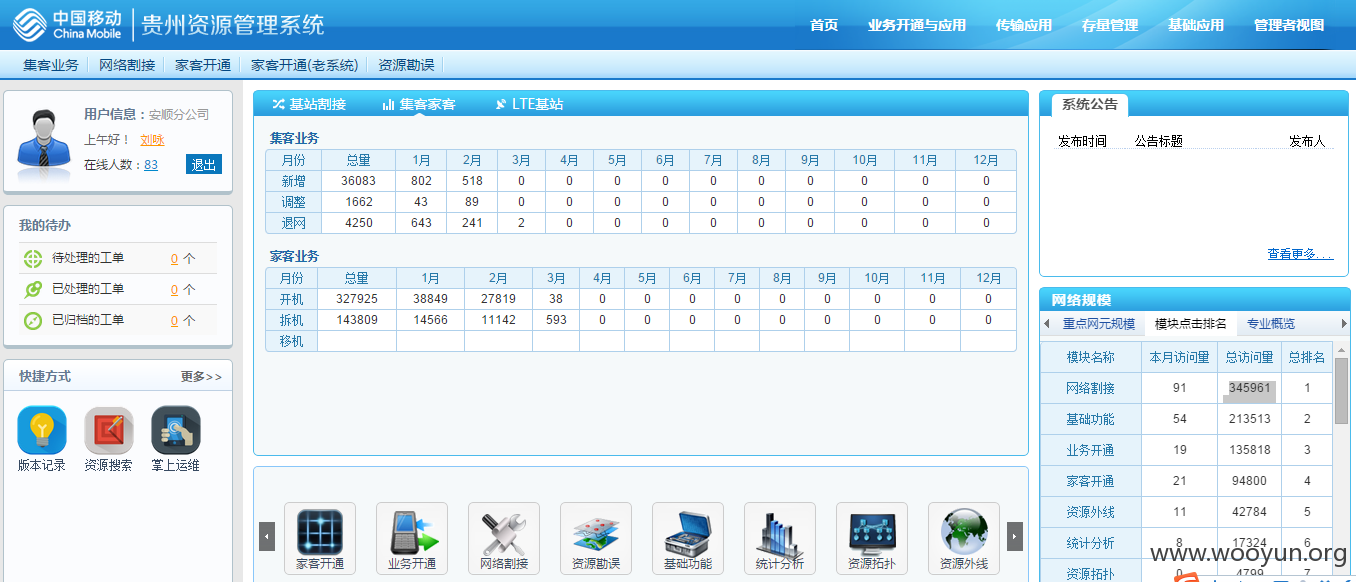 中国移动 China Mobile 贵州资源管理系统
首页 业务开通与应用 传输应用 存量管理 基础应用 管理者视图
集客业务 网络割接 家客开通 家客开通(老系统) 资源勘误
用户信息：安顺分公司
上午好！ 刘咏
在线人数：83 退出
我的待办
待处理的工单 0 个
已处理的工单 0 个
已归档的工单 0 个
快捷方式 更多>>
版本记录 资源搜索 掌上运维
基站割接 集客家客 LTE基站
集客业务
月份 总量 1月 2月 3月 4月 5月 6月 7月 8月 9月 10月 11月 12月
新增 36083 802 518 0 0 0 0 0 0 0 0 0 0
调整 1662 43 89 0 0 0 0 0 0 0 0 0 0
退网 4250 643 241 2 0 0 0 0 0 0 0 0 0
家客业务
月份 总量 1月 2月 3月 4月 5月 6月 7月 8月 9月 10月 11月 12月
开机 327925 38849 27819 38 0 0 0 0 0 0 0 0 0
拆机 143809 14566 11142 593 0 0 0 0 0 0 0 0 0
移机
家客开通 业务开通 网络割接 资源勘误 基础功能 统计分析 资源拓扑 资源外线
系统公告
发布时间 公告标题 发布人
查看更多...
网络规模
重点网元规模 模块点击排名 专业概览
模块名称 本月访问量 总访问量 总排名
网络割接 91 345961 1
基础功能 54 213513 2
业务开通 19 135818 3
家客开通 21 94800 4
资源外线 11 42784 5
统计分析 8 17324 6
资源拓扑 0 4799 7
www.wooyun.org